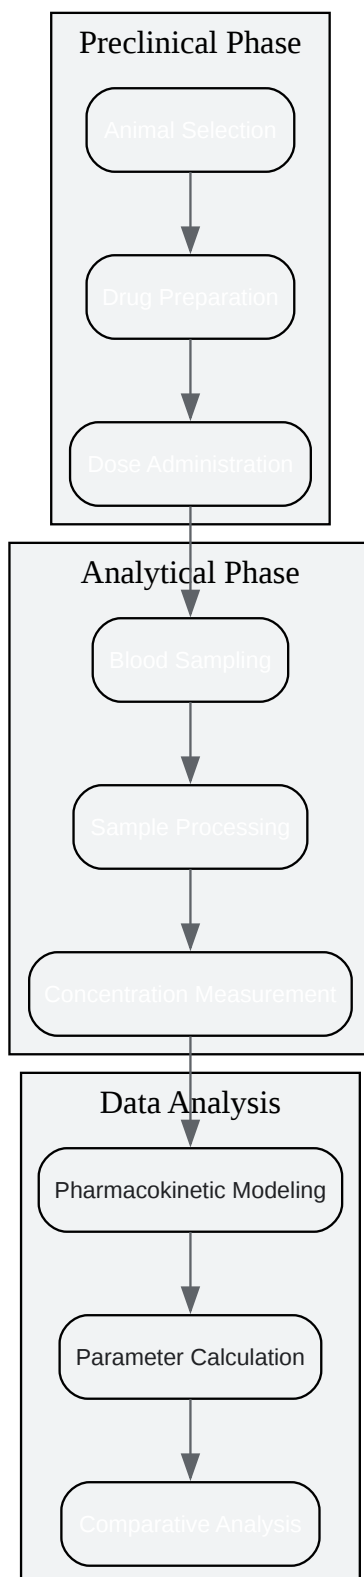 Preclinical Phase
Animal Selection
Drug Preparation
Dose Administration
Analytical Phase
Blood Sampling
Sample Processing
Concentration Measurement
Data Analysis
Pharmacokinetic Modeling
Parameter Calculation
Comparative Analysis